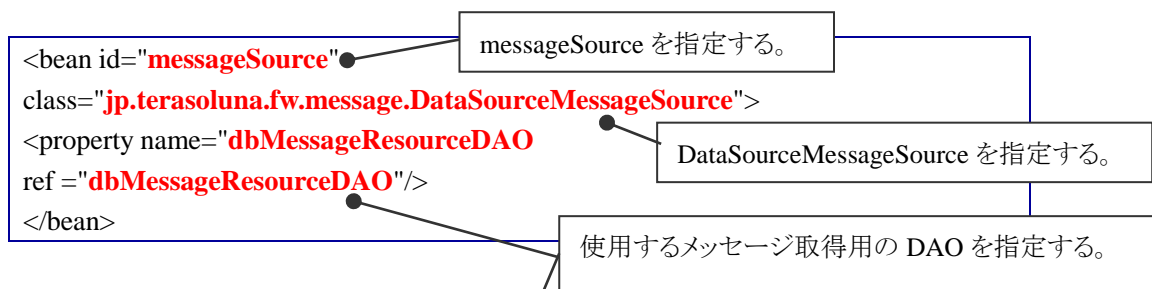 <bean id="messageSource"
messageSource を指定する。
class="jp.terasoluna.fw.message.DataSourceMessageSource">
<property name="dbMessageResourceDAO
DataSourceMessageSource を指定する。
ref ="dbMessageResourceDAO"/>
</bean>
使用するメッセージ取得用の DAO を指定する。